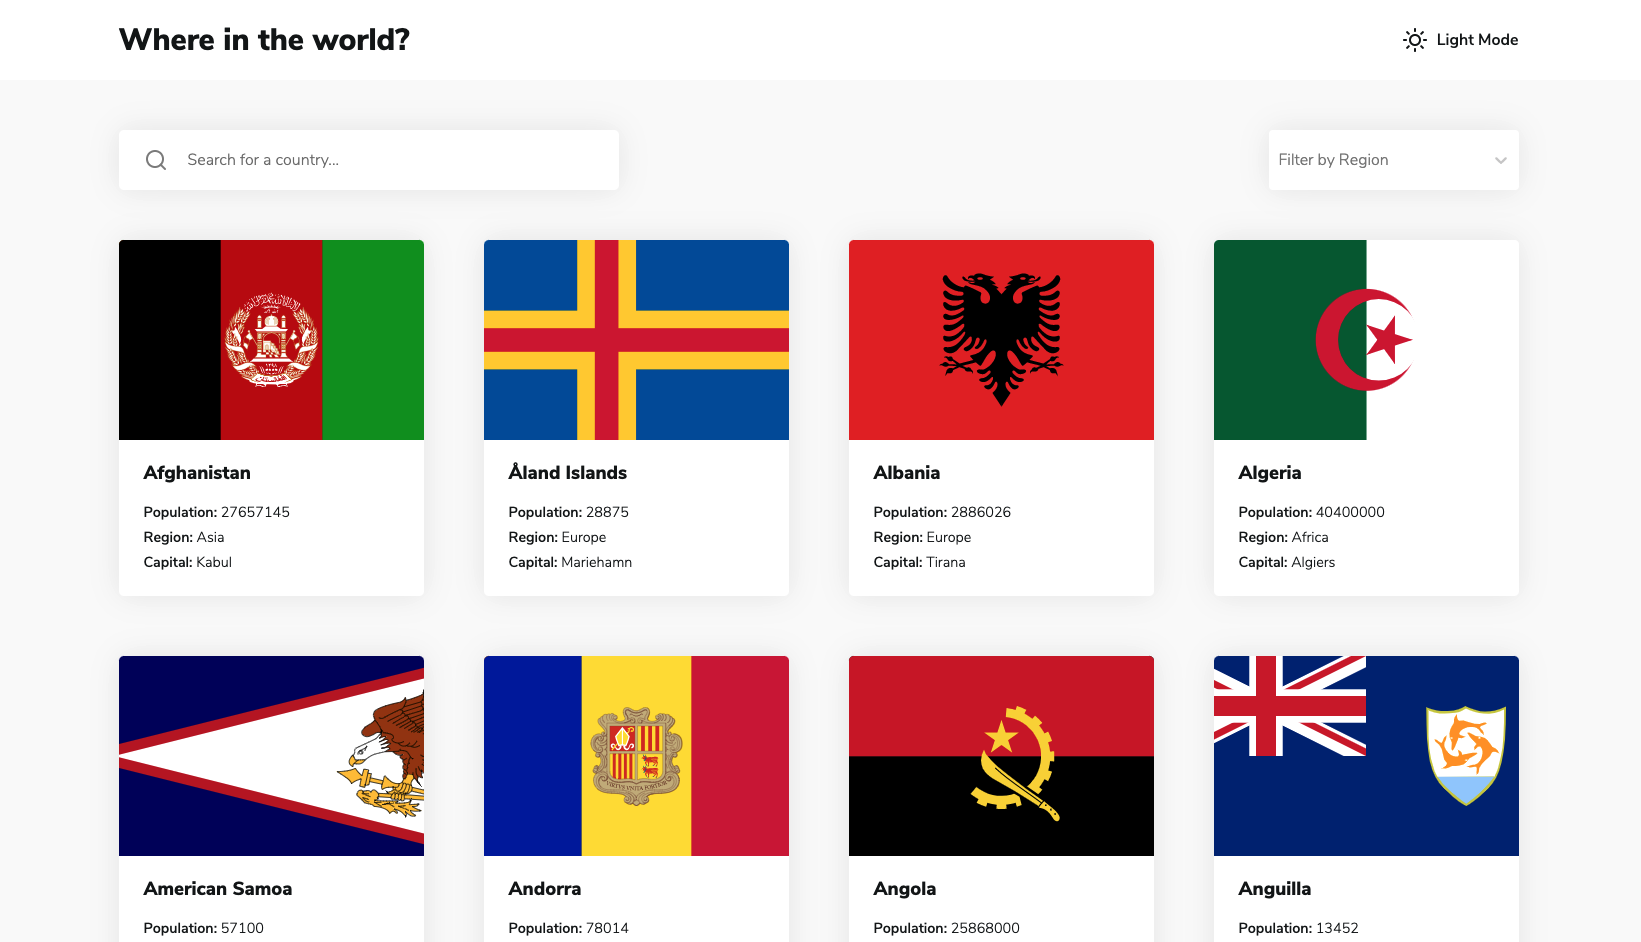 Where in the world?
Light Mode
Search for a country...
Filter by Region
Afghanistan
Population: 27657145
Region: Asia
Capital: Kabul
Åland Islands
Population: 28875
Region: Europe
Capital: Mariehamn
Albania
Population: 2886026
Region: Europe
Capital: Tirana
Algeria
Population: 40400000
Region: Africa
Capital: Algiers
American Samoa
Population: 57100
Andorra
Population: 78014
Angola
Population: 25868000
Anguilla
Population: 13452